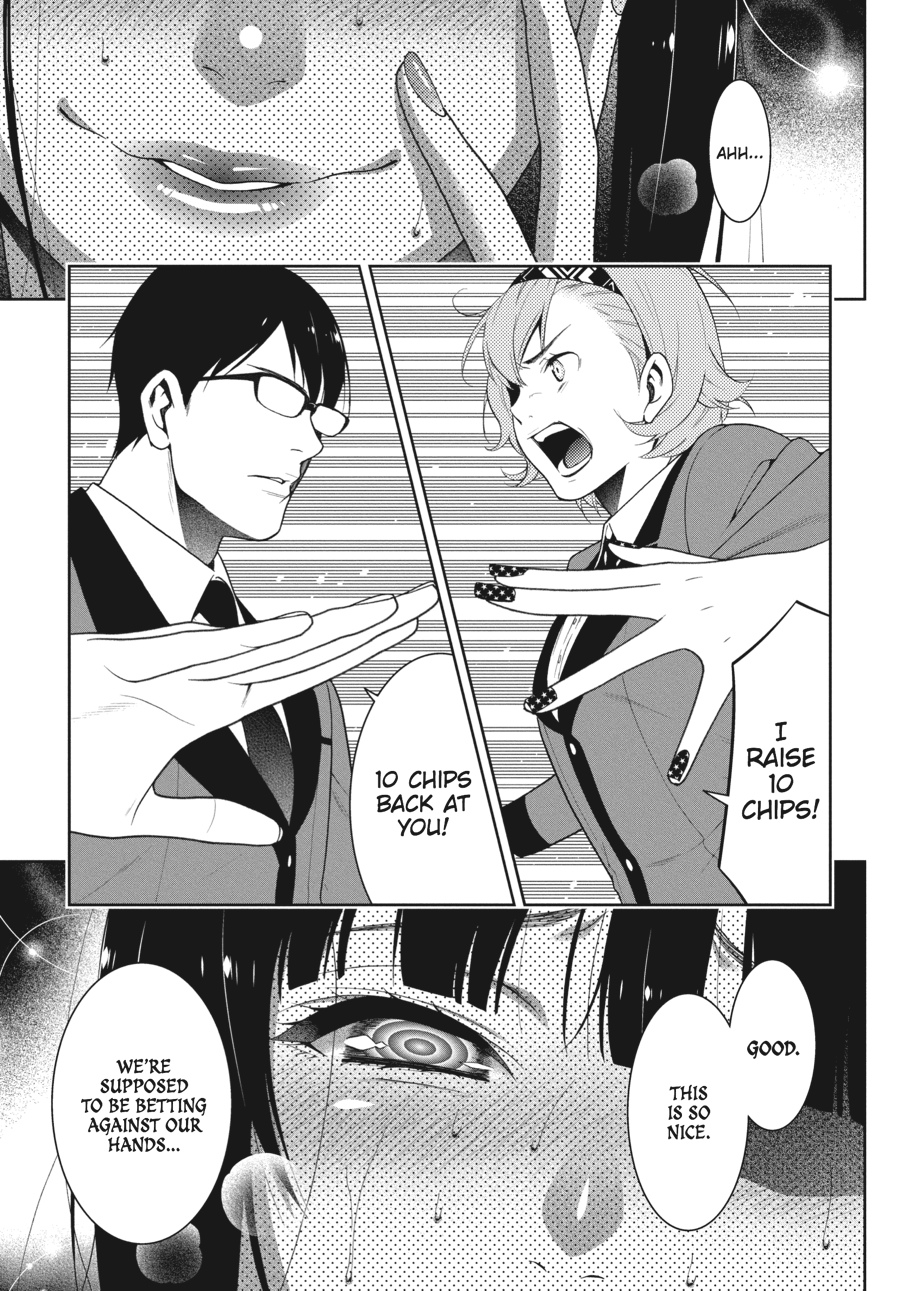 AHH...
I
RAISE
10
CHIPS!
10 CHIPS
BACK AT
YOU!
GOOD.
THIS
IS SO
NICE.
WE'RE
SUPPOSED
TO BE BETTING
AGAINST OUR
HANDS...